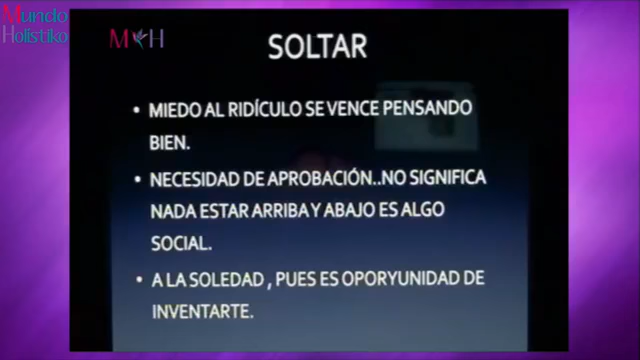 Mundo
Holistiko
M H
SOLTAR
• MIEDO AL RIDÍCULO SE VENCE PENSANDO
BIEN.
• NECESIDAD DE APROBACIÓN..NO SIGNIFICA
NADA ESTAR ARRIBA Y ABAJO ES ALGO
SOCIAL.
• A LA SOLEDAD , PUES ES OPORYUNIDAD DE
INVENTARTE.